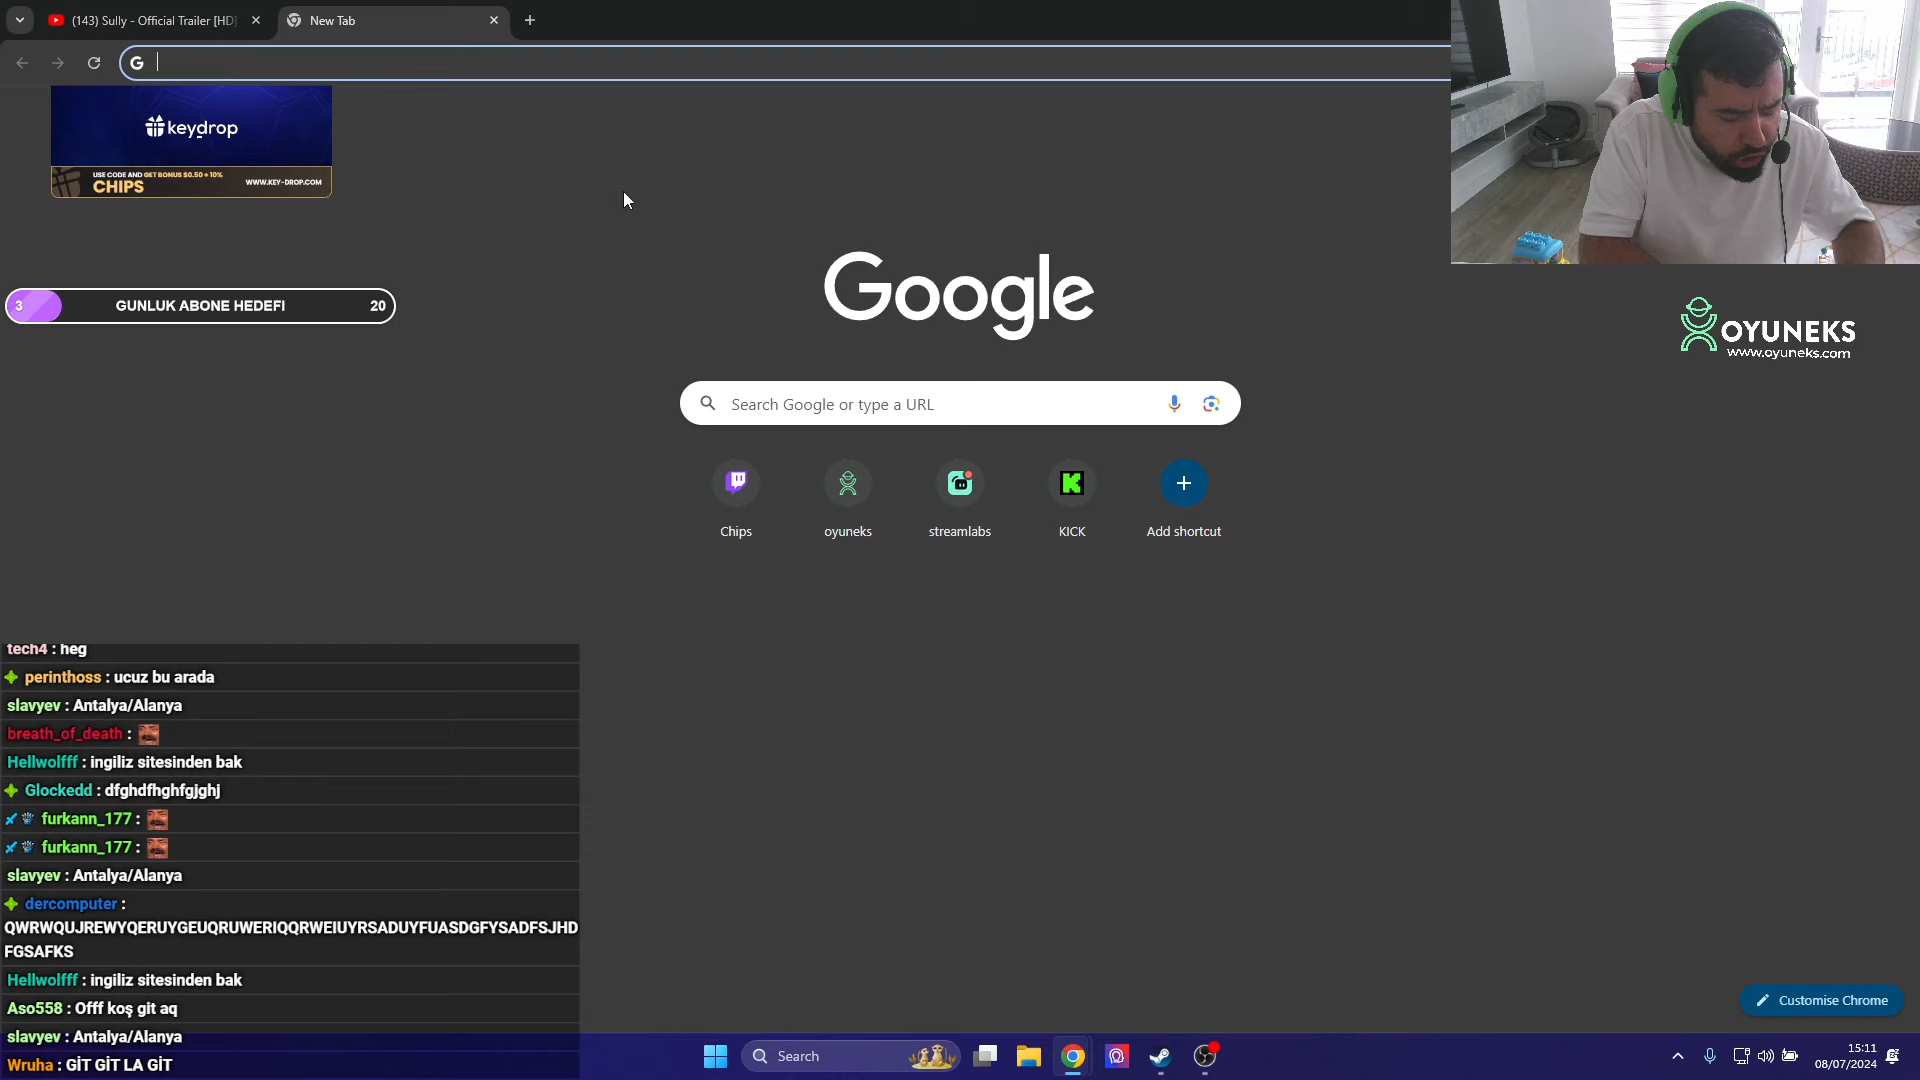 (143) Sully - Official Trailer [HD]
New Tab
keydrop
USE CODE AND GET BONUS $0.50 + 10%
CHIPS
WWW.KEY-DROP.COM
3 GUNLUK ABONE HEDEFI 20
Google
OYUNEKS
www.oyuneks.com
Search Google or type a URL
Chips
oyuneks
streamlabs
KICK
Add shortcut
tech4 : heg
perinthoss : ucuz bu arada
slavyev : Antalya/Alanya
breath_of_death :
Hellwolfff : ingiliz sitesinden bak
Glockedd : dfghdfhghfgjghj
furkann_177 :
furkann_177 :
slavyev : Antalya/Alanya
dercomputer :
QWRWQUJREWYQERUYGEUQRUWERIQQRWEIUYRSADUYFUASDGFYSADFSJHD
FGSAFKS
Hellwolfff : ingiliz sitesinden bak
Aso558 : Offf koş git aq
slavyev : Antalya/Alanya
Wruha : GİT GİT LA GİT
Customise Chrome
Search
15:11
08/07/2024